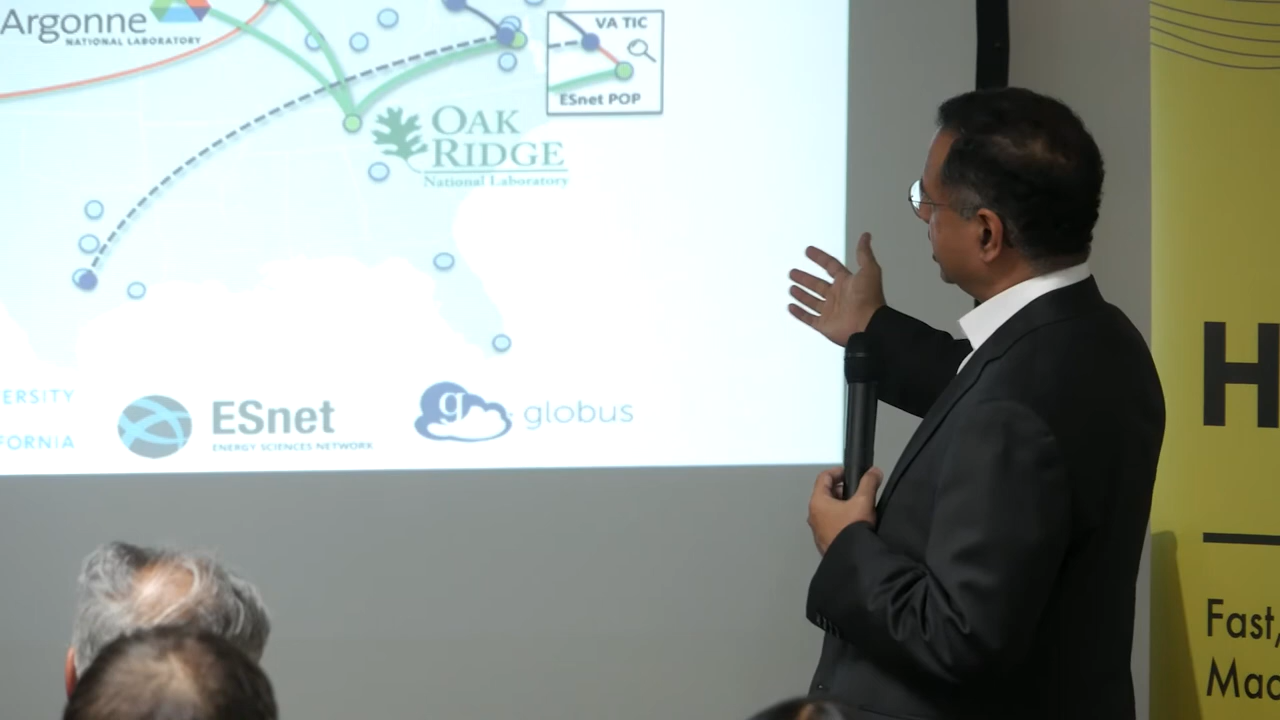 Argonne
NATIONAL LABORATORY
VA TIC
ESnet POP
OAK
RIDGE
National Laboratory
ERSITY
FORNIA
ESnet
ENERGY SCIENCES NETWORK
g globus
H
Fast,
Mad